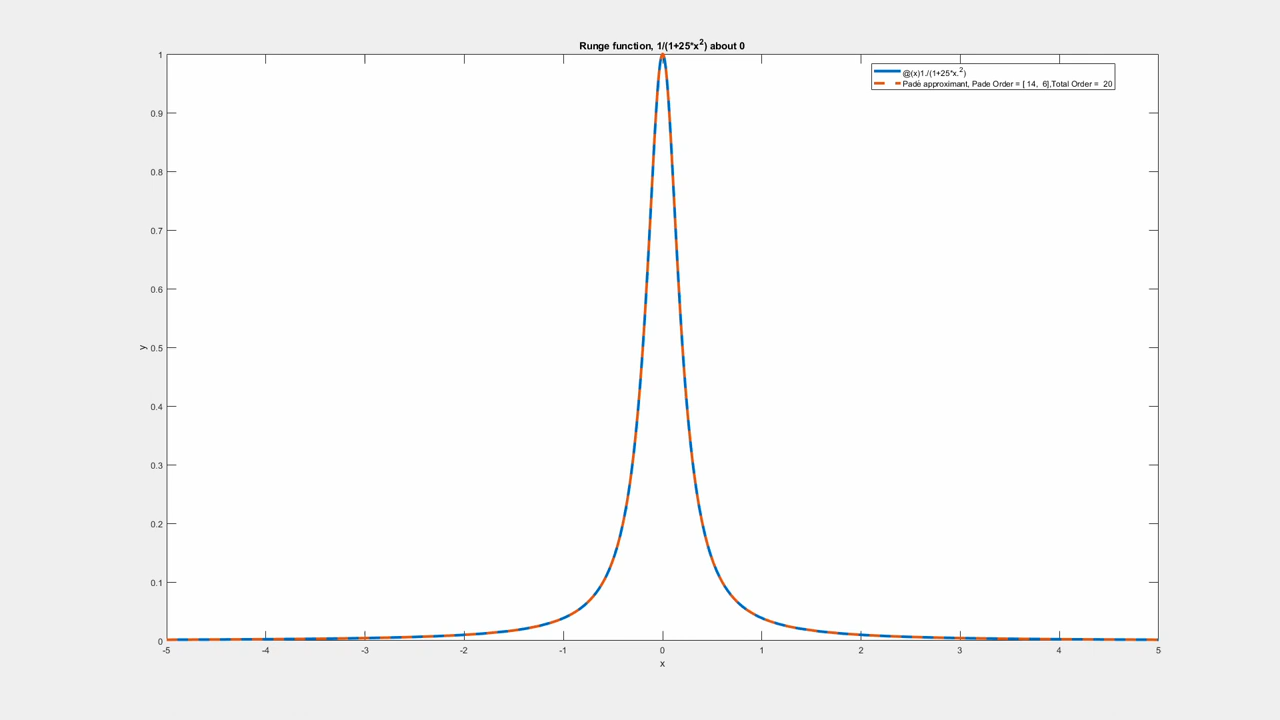 Runge function, 1/(1+25*x²) about 0
@(x)1./(1+25*x.²)
Padé approximant, Pade Order = [ 14,  6],Total Order =  20
1
0.9
0.8
0.7
0.6
0.5
0.4
0.3
0.2
0.1
0
y
-5 -4 -3 -2 -1 0 1 2 3 4 5
x